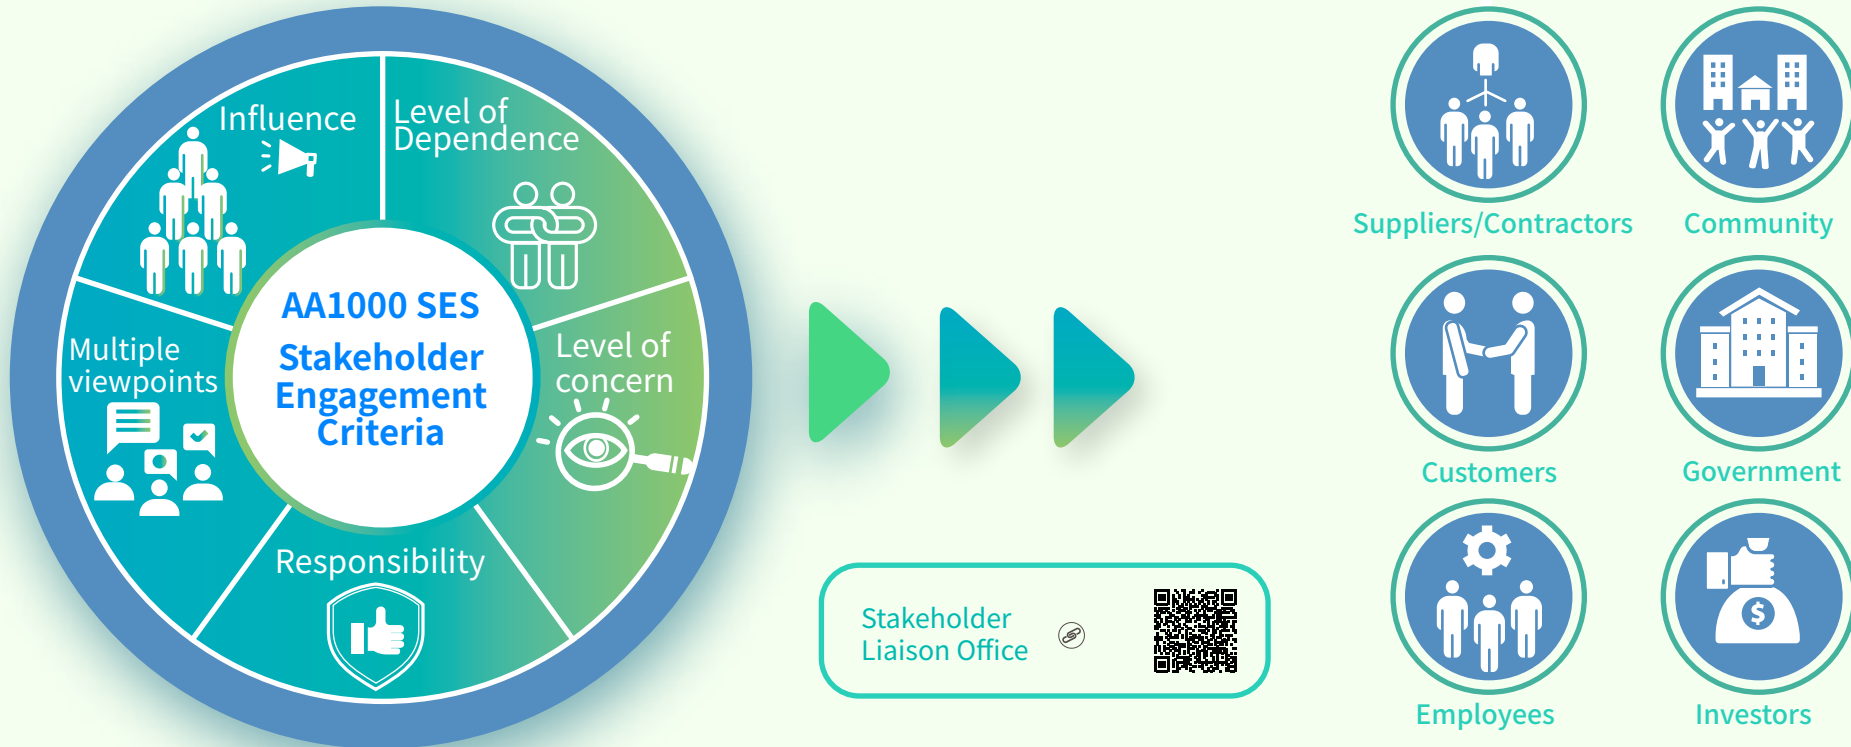 Influence
Level of
Dependence
Multiple
viewpoints
AA1000 SES
Stakeholder
Engagement
Criteria
Level of
concern
Responsibility
Stakeholder
Liaison Office
Suppliers/Contractors
Community
Customers
Government
$
Employees
Investors